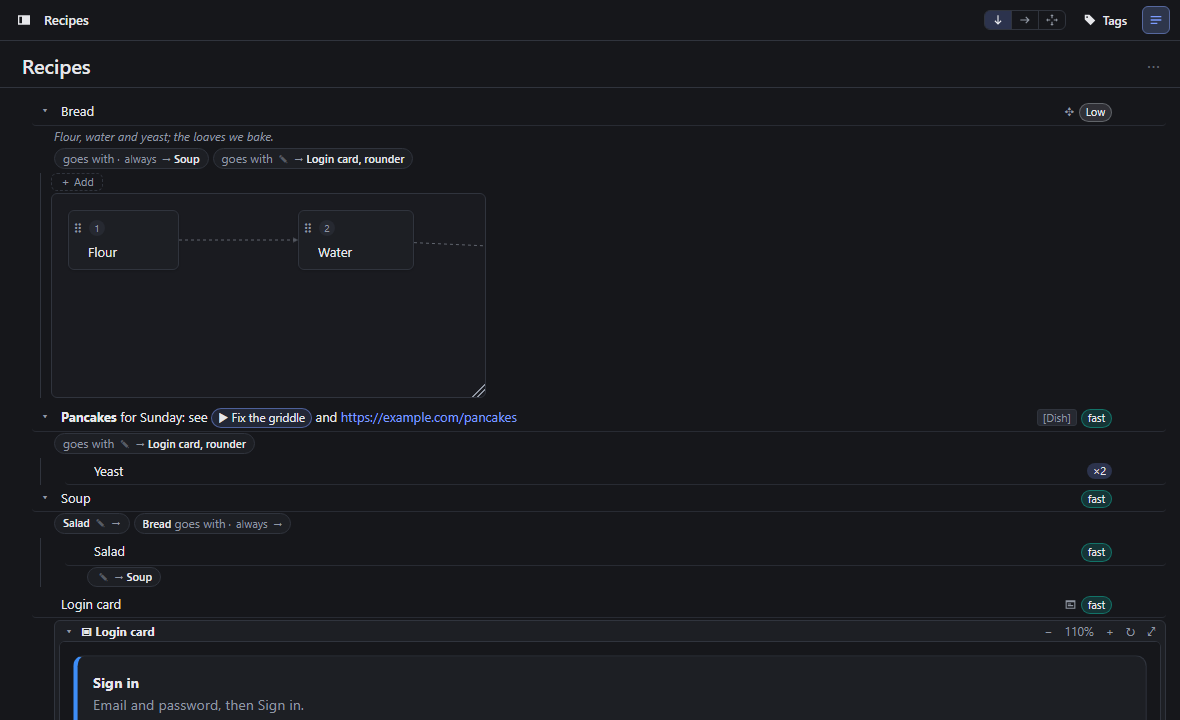 Recipes
Tags
Recipes
Bread
Low
Flour, water and yeast; the loaves we bake.
goes with · always → Soup
goes with → Login card, rounder
+ Add
1
Flour
2
Water
Pancakes for Sunday: see ▶ Fix the griddle and https://example.com/pancakes
[Dish] fast
goes with → Login card, rounder
Yeast
×2
Soup
fast
Salad →
Bread goes with · always →
Salad
fast
→ Soup
Login card
fast
Login card
− 110% +
Sign in
Email and password, then Sign in.